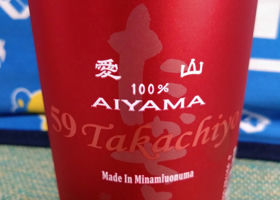 愛 山
100%
AIYAMA
59 Takachiyo
Made In Minamiuonuma